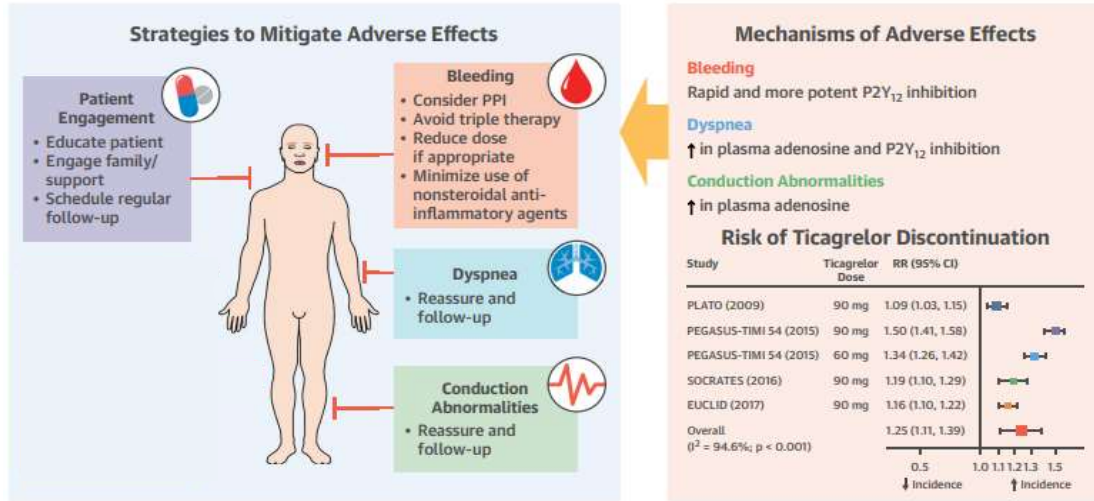 Strategies to Mitigate Adverse Effects
Patient
Engagement
• Educate patient
• Engage family/
support
• Schedule regular
follow-up
Bleeding
• Consider PPI
• Avoid triple therapy
• Reduce dose
if appropriate
• Minimize use of
nonsteroidal anti-
inflammatory agents
Dyspnea
• Reassure and
follow-up
Conduction
Abnormalities
• Reassure and
follow-up
Mechanisms of Adverse Effects
Bleeding
Rapid and more potent P2Y₁₂ inhibition
Dyspnea
↑ in plasma adenosine and P2Y₁₂ inhibition
Conduction Abnormalities
↑ in plasma adenosine
Risk of Ticagrelor Discontinuation
Study Ticagrelor RR (95% CI)
Dose
PLATO (2009) 90 mg 1.09 (1.03, 1.15)
PEGASUS-TIMI 54 (2015) 90 mg 1.50 (1.41, 1.58)
PEGASUS-TIMI 54 (2015) 60 mg 1.34 (1.26, 1.42)
SOCRATES (2016) 90 mg 1.19 (1.10, 1.29)
EUCLID (2017) 90 mg 1.16 (1.10, 1.22)
Overall 1.25 (1.11, 1.39)
(I² = 94.6%; p < 0.001)
0.5 1.0 1.1 1.2 1.3 1.5
↓ Incidence ↑ Incidence